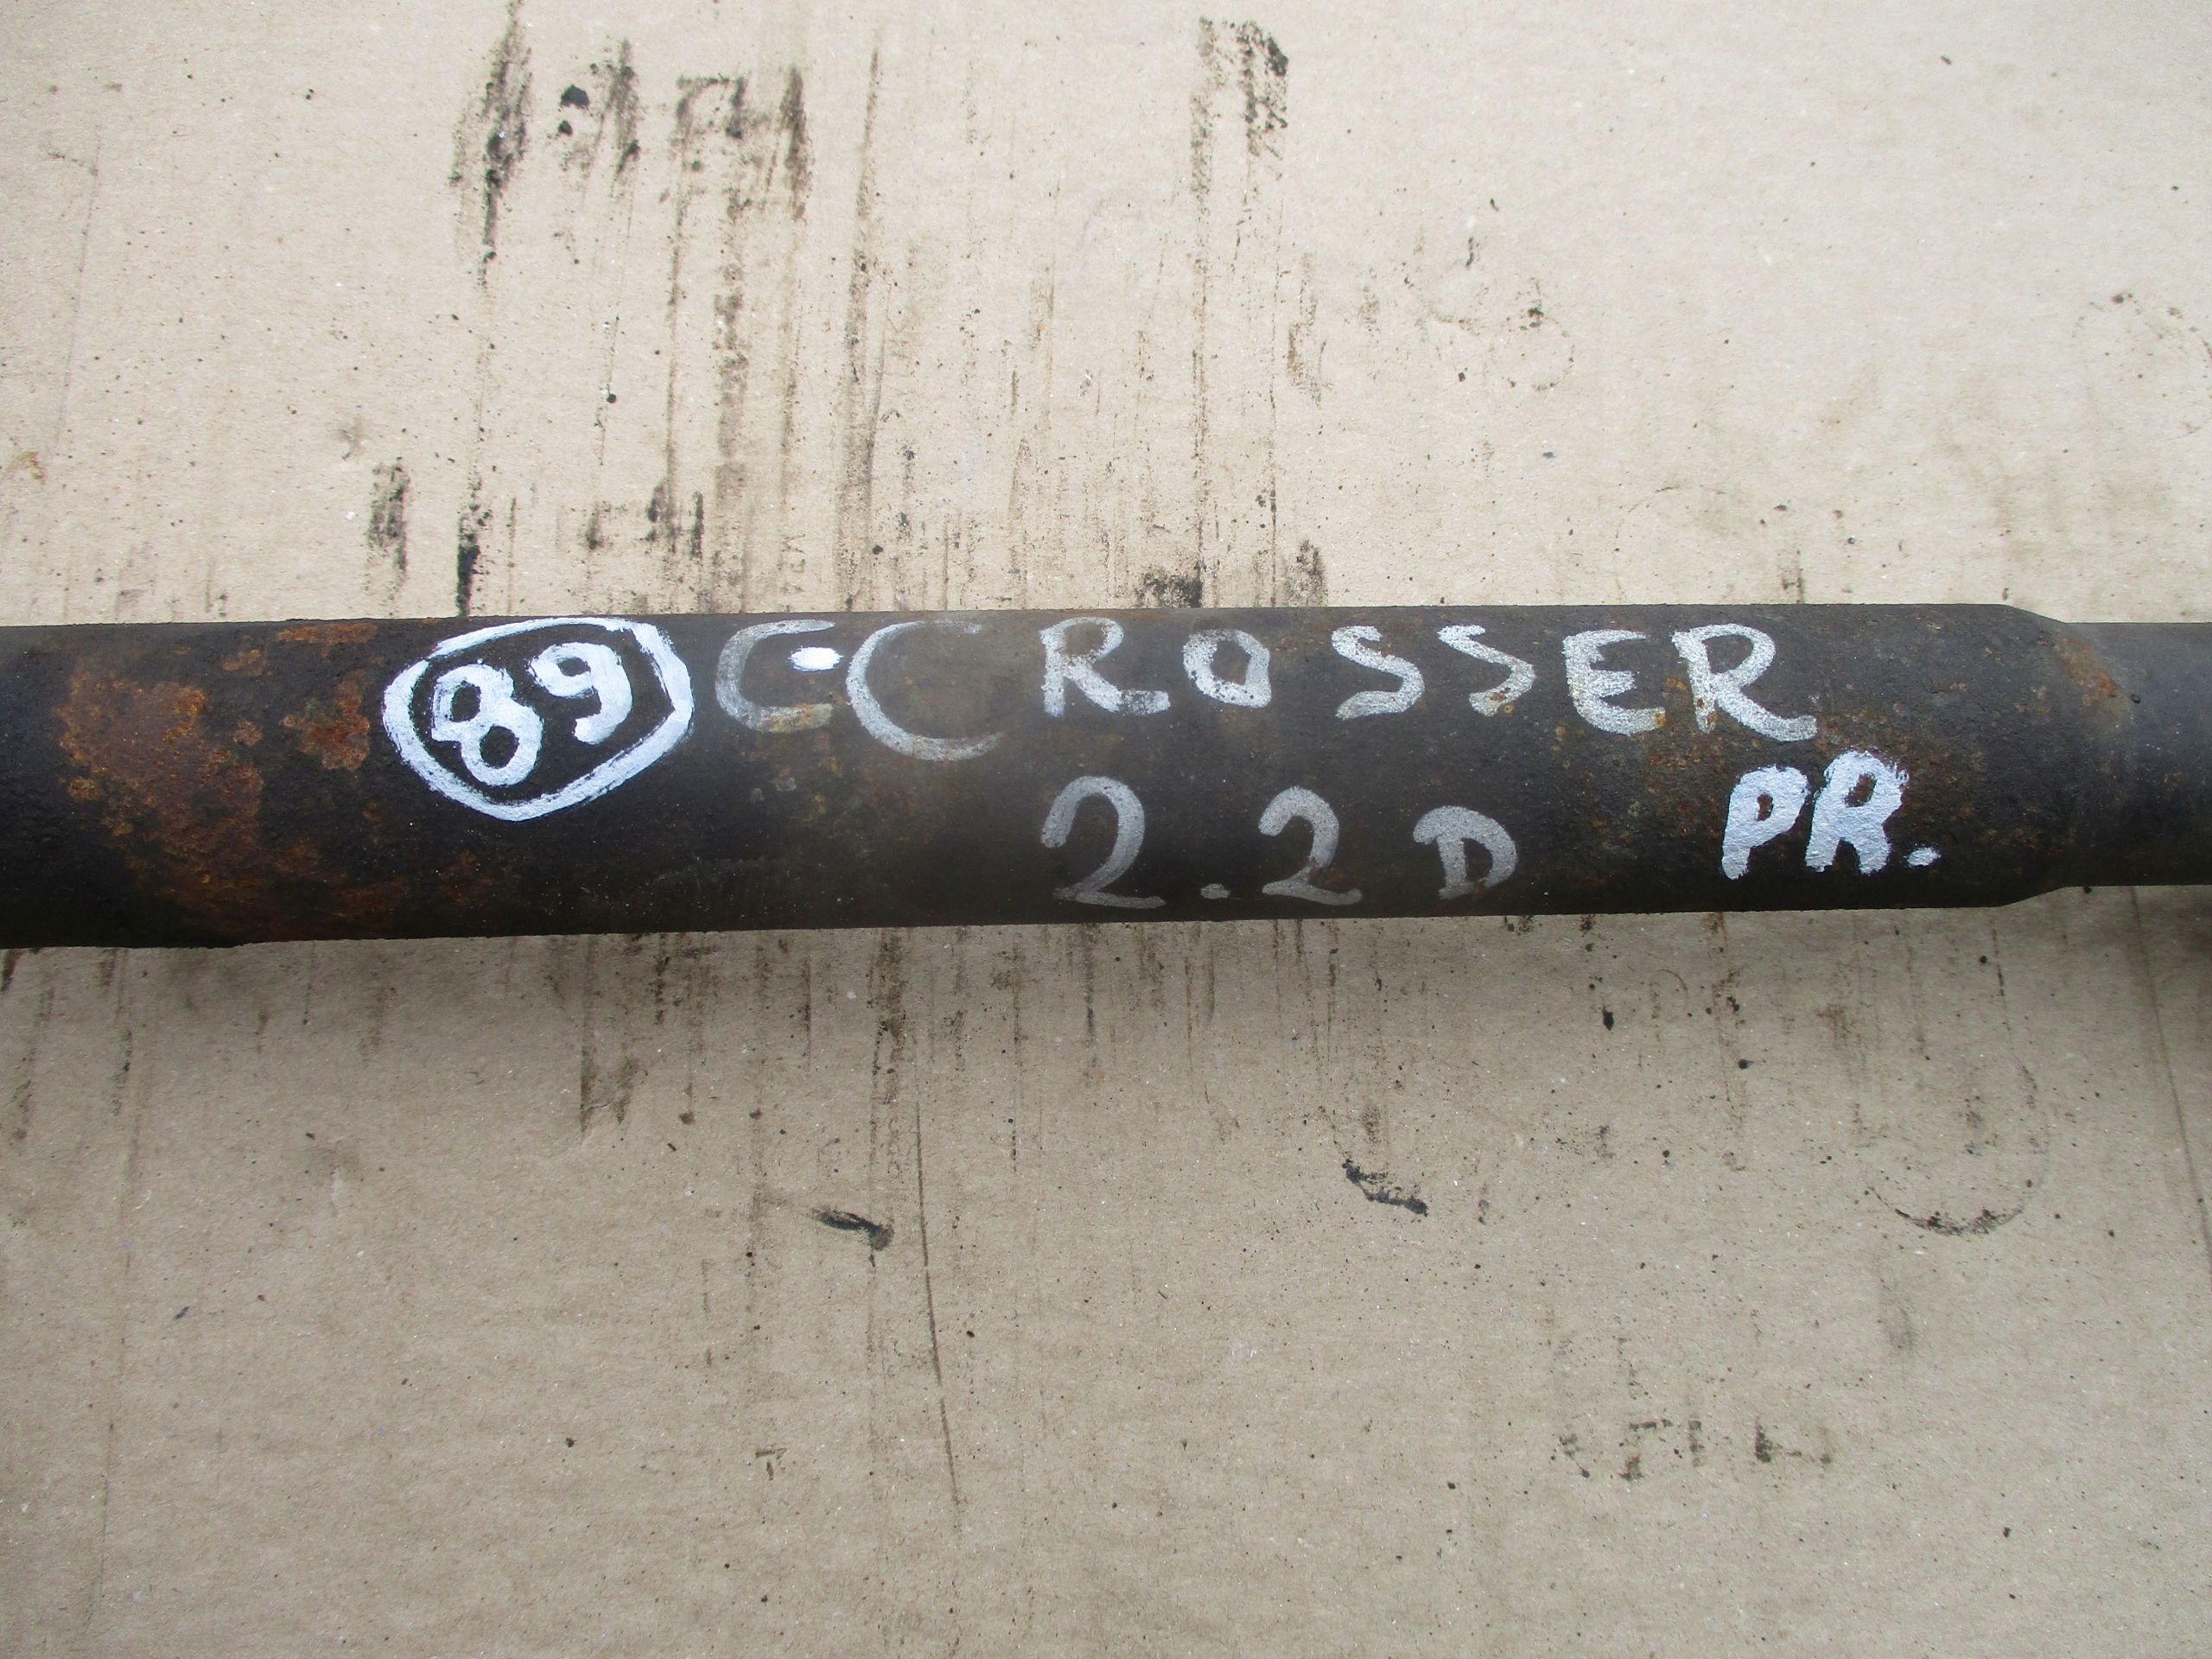 89 C-CROSSER
2.2D PR.